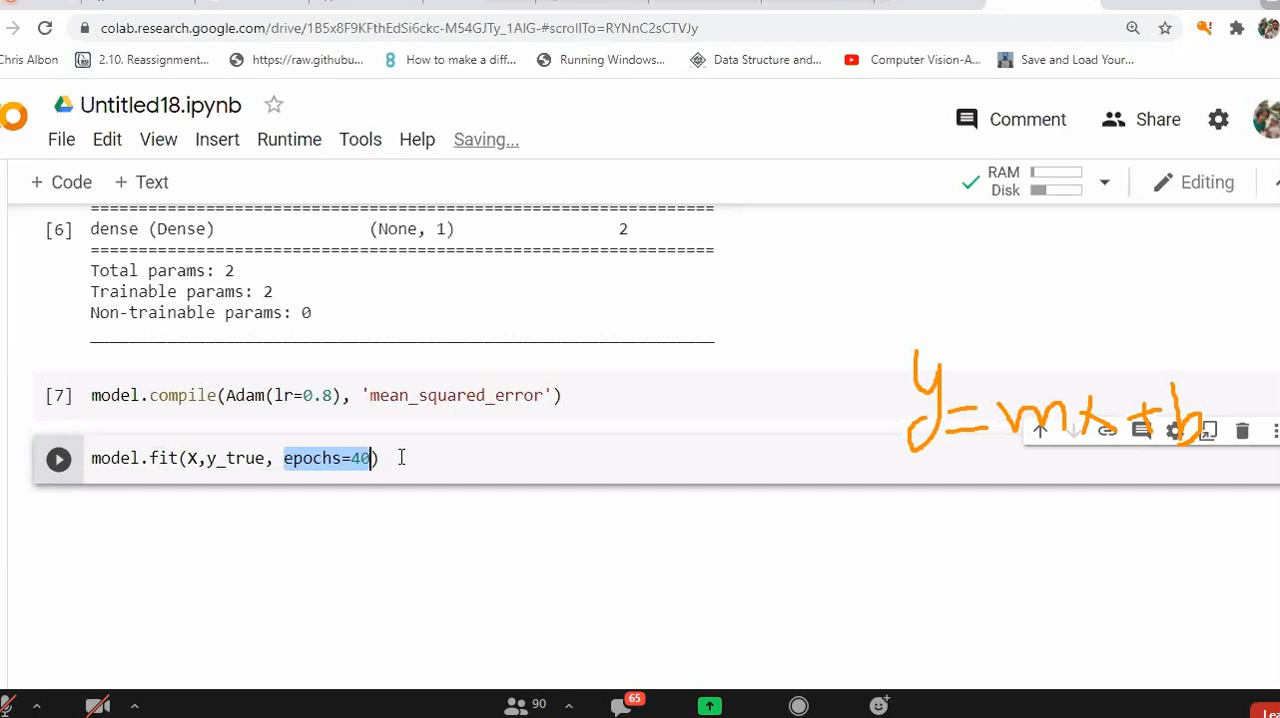 colab.research.google.com/drive/1B5x8F9KFthEdSi6ckc-M54GJTy_1AlG-#scrollTo=RYNnC2sCTVJy
Chris Albon 2.10. Reassignment... https://raw.githubu... How to make a diff... Running Windows... Data Structure and... Computer Vision-A... Save and Load Your...
Untitled18.ipynb
Comment Share
File Edit View Insert Runtime Tools Help Saving...
+ Code + Text RAM Disk Editing
[6] dense (Dense) (None, 1) 2
Total params: 2
Trainable params: 2
Non-trainable params: 0
[7] model.compile(Adam(lr=0.8), 'mean_squared_error')
y=mx+b
model.fit(X,y_true, epochs=40)
90 65